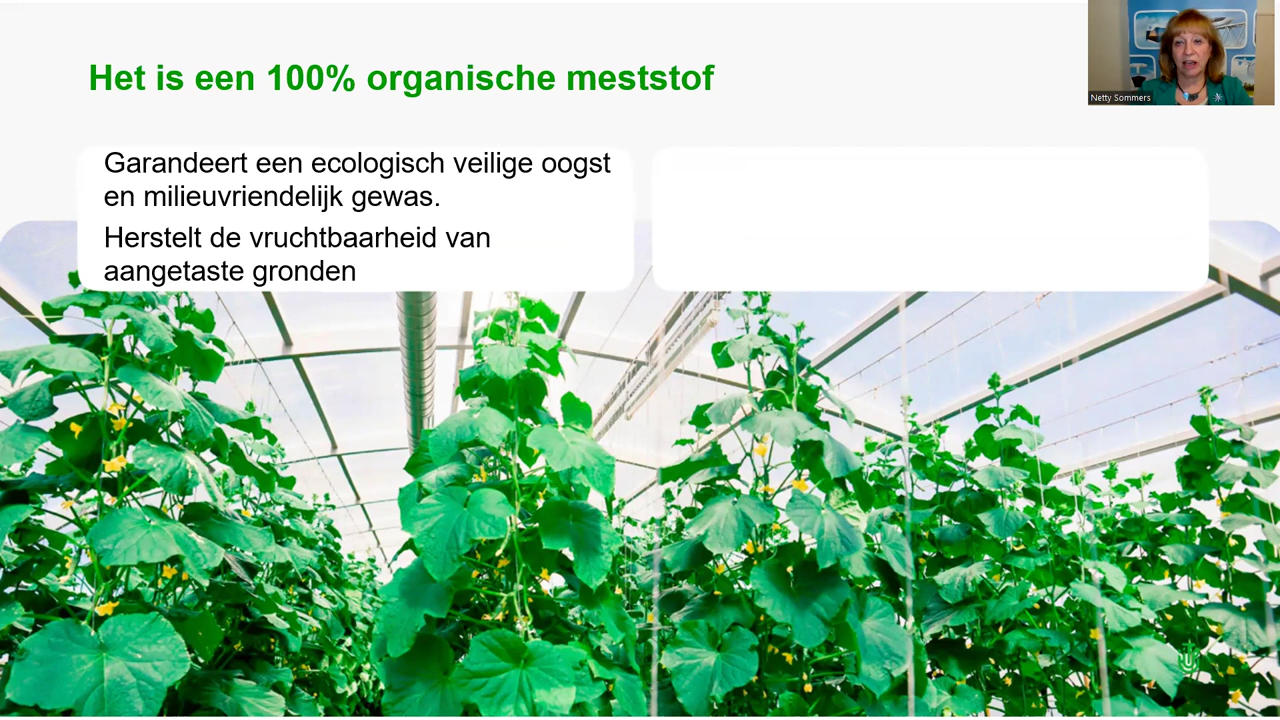 Het is een 100% organische meststof
Netty Sommers
Garandeert een ecologisch veilige oogst
en milieuvriendelijk gewas.
Herstelt de vruchtbaarheid van
aangetaste gronden